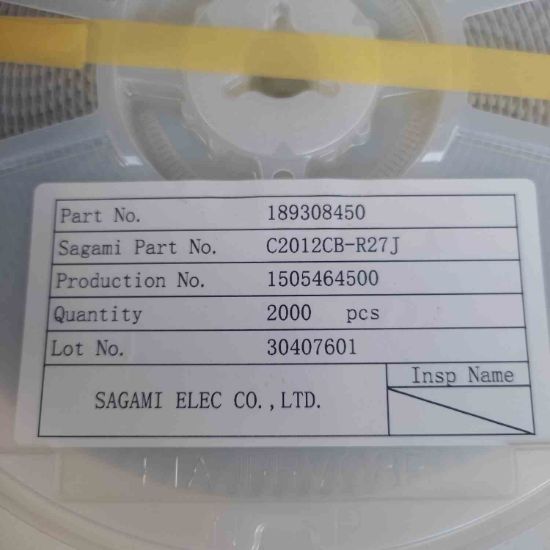 Part No. 189308450
Sagami Part No. C2012CB-R27J
Production No. 1505464500
Quantity 2000 pcs
Lot No. 30407601
Insp Name
SAGAMI ELEC CO.,LTD.